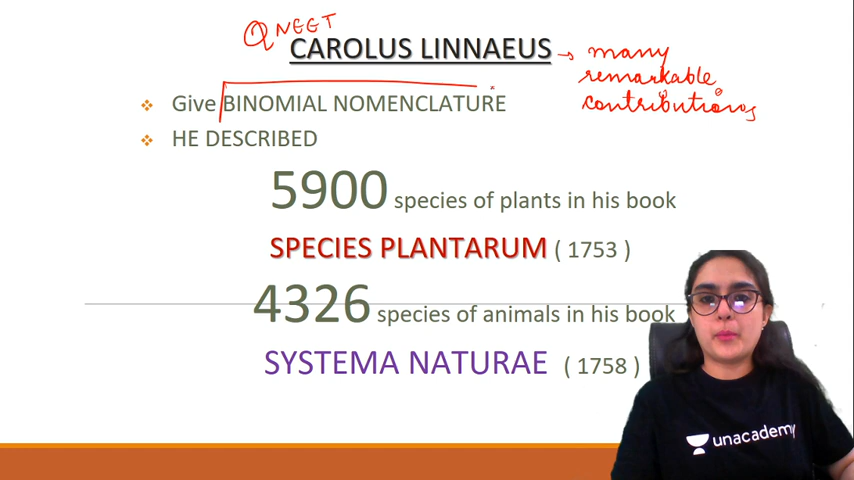 Q NEET
CAROLUS LINNAEUS → many
remarkable
contributions
❖ Give BINOMIAL NOMENCLATURE
❖ HE DESCRIBED
5900 species of plants in his book
SPECIES PLANTARUM ( 1753 )
4326 species of animals in his book
SYSTEMA NATURAE ( 1758 )
unacademy